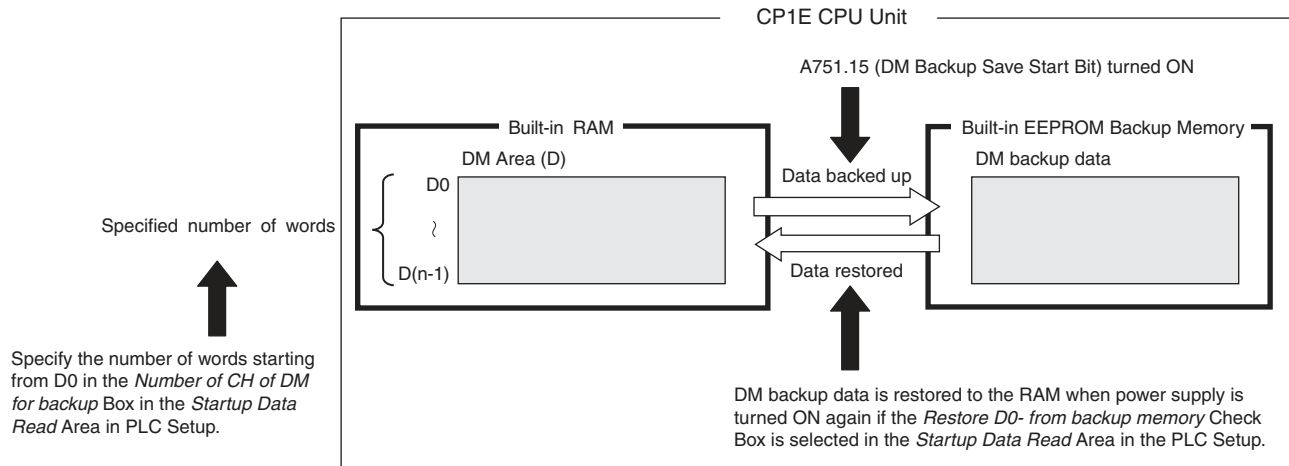 CP1E CPU Unit
A751.15 (DM Backup Save Start Bit) turned ON
Built-in RAM
Built-in EEPROM Backup Memory
DM Area (D)
DM backup data
Data backed up
D0
Specified number of words
~
D(n-1)
Data restored
Specify the number of words starting
from D0 in the Number of CH of DM
for backup Box in the Startup Data
Read Area in PLC Setup.
DM backup data is restored to the RAM when power supply is
turned ON again if the Restore D0- from backup memory Check
Box is selected in the Startup Data Read Area in the PLC Setup.